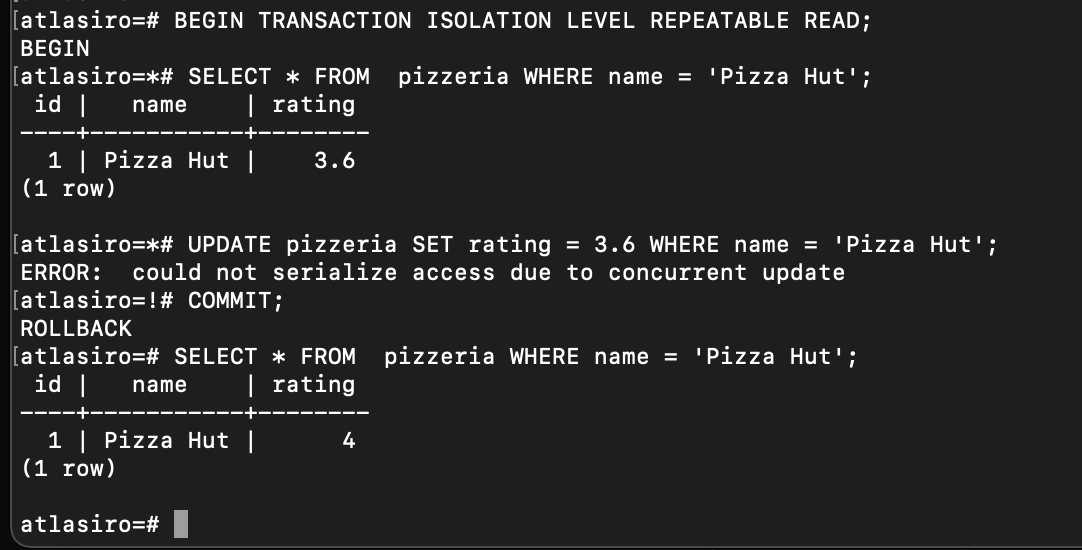 [atlasiro=# BEGIN TRANSACTION ISOLATION LEVEL REPEATABLE READ;
BEGIN
[atlasiro=*# SELECT * FROM  pizzeria WHERE name = 'Pizza Hut';
 id |   name    | rating
----+-----------+--------
  1 | Pizza Hut |    3.6
(1 row)

[atlasiro=*# UPDATE pizzeria SET rating = 3.6 WHERE name = 'Pizza Hut';
ERROR:  could not serialize access due to concurrent update
[atlasiro=!# COMMIT;
ROLLBACK
[atlasiro=# SELECT * FROM  pizzeria WHERE name = 'Pizza Hut';
 id |   name    | rating
----+-----------+--------
  1 | Pizza Hut |      4
(1 row)

atlasiro=#